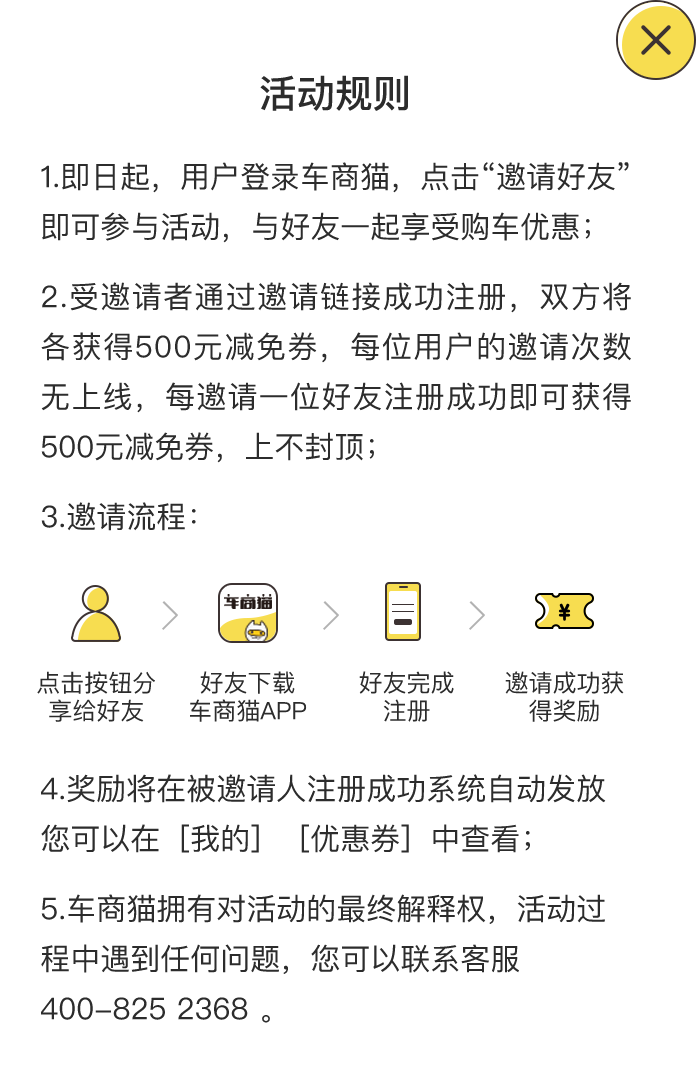 活动规则
1.即日起，用户登录车商猫，点击“邀请好友”
即可参与活动，与好友一起享受购车优惠；
2.受邀请者通过邀请链接成功注册，双方将
各获得500元减免券，每位用户的邀请次数
无上线，每邀请一位好友注册成功即可获得
500元减免券，上不封顶；
3.邀请流程：
车商猫
¥
点击按钮分
享给好友
好友下载
车商猫APP
好友完成
注册
邀请成功获
得奖励
4.奖励将在被邀请人注册成功系统自动发放
您可以在［我的］［优惠券］中查看；
5.车商猫拥有对活动的最终解释权，活动过
程中遇到任何问题，您可以联系客服
400–825 2368 。